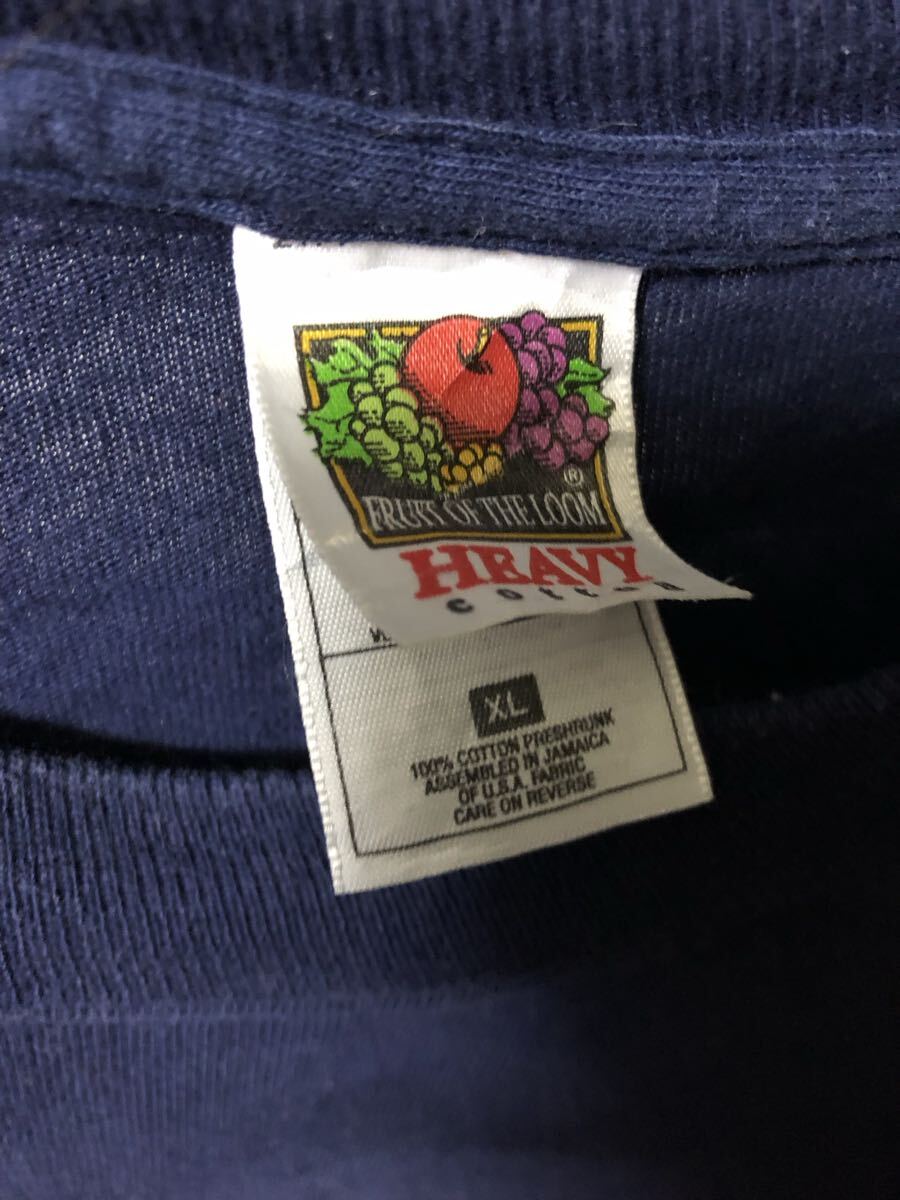 ®
FRUIT OF THE LOOM
HEAVY
XL
100% COTTON PRESHRUNK
ASSEMBLED IN JAMAICA
OF U.S.A. FABRIC
CARE ON REVERSE